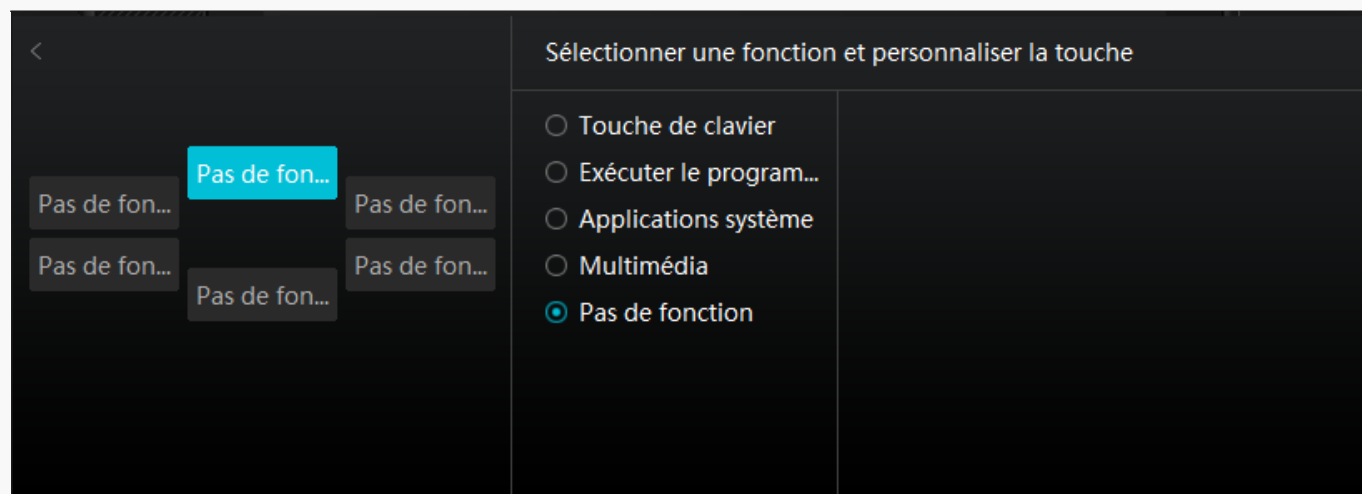 Sélectionner une fonction et personnaliser la touche
Pas de fon...
Pas de fon...
Pas de fon...
Pas de fon...
Pas de fon...
Pas de fon...
Touche de clavier
Exécuter le program...
Applications système
Multimédia
Pas de fonction